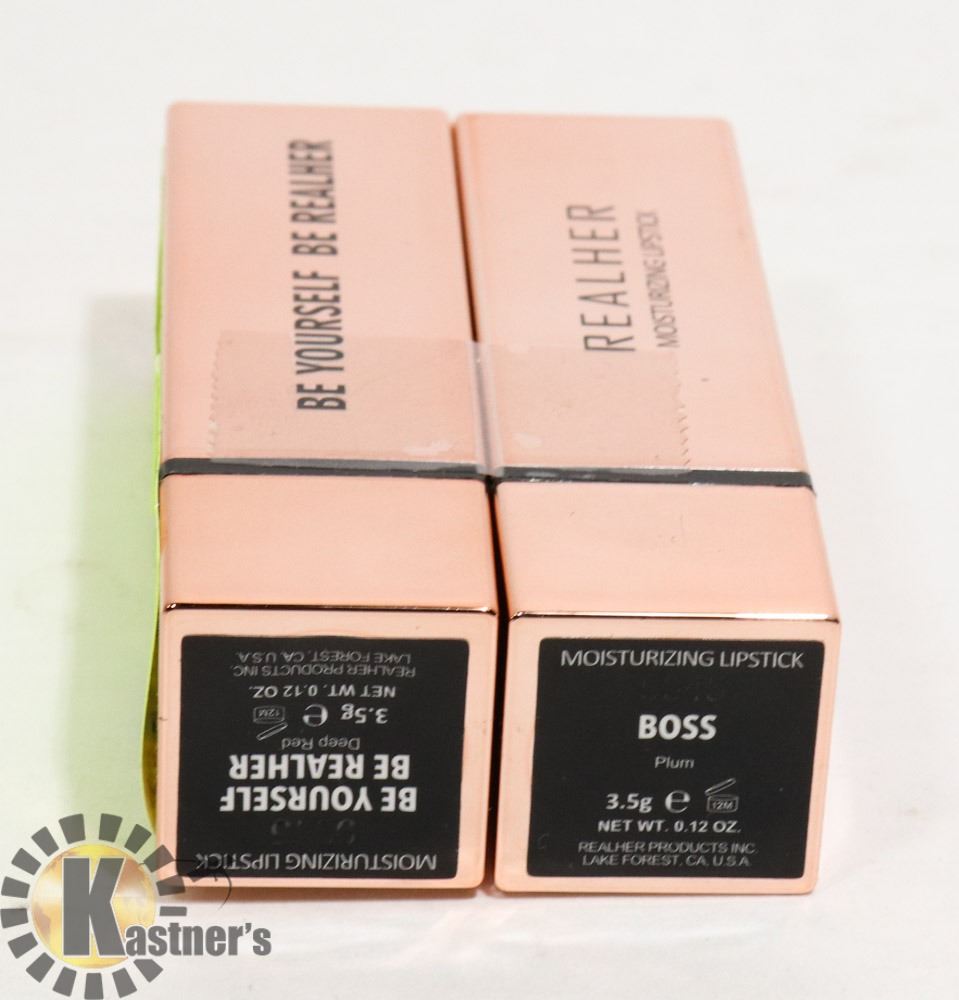 BE YOURSELF BE REALHER
REALHER
MOISTURIZING LIPSTICK
MOISTURIZING LIPSTICK
BE YOURSELF
BE REALHER
Deep Red
3.5g e 12M
NET WT. 0.12 OZ.
REALHER PRODUCTS INC.
LAKE FOREST, CA, U.S.A.
MOISTURIZING LIPSTICK
BOSS
Plum
3.5g e 12M
NET WT. 0.12 OZ.
REALHER PRODUCTS INC.
LAKE FOREST, CA, U.S.A.
Kastner's